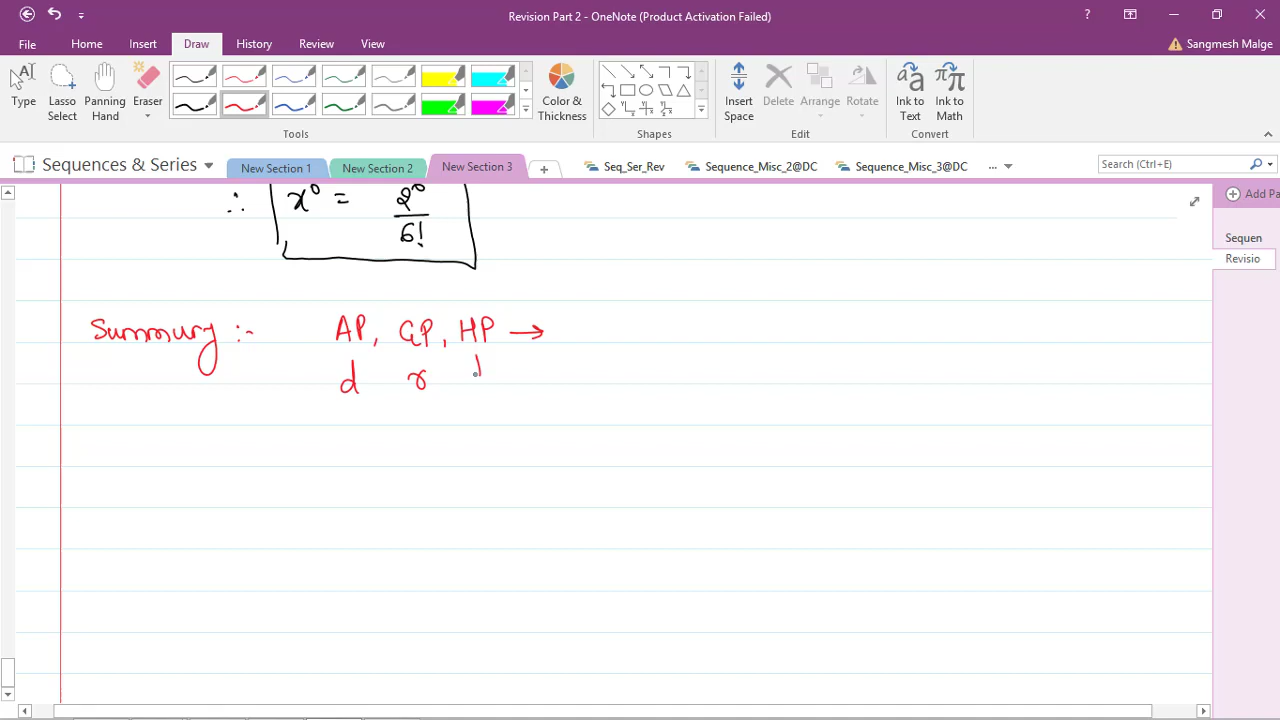 Revision Part 2 - OneNote (Product Activation Failed)
File Home Insert Draw History Review View Sangmesh Malge
Type Lasso Select Panning Hand Eraser Color & Thickness Insert Space Delete Arrange Rotate Ink to Text Ink to Math
Tools Shapes Edit Convert
Sequences & Series New Section 1 New Section 2 New Section 3 Seq_Ser_Rev Sequence_Misc_2@DC Sequence_Misc_3@DC ... Search (Ctrl+E)
Add Pa
Sequen
Revisio
6!
Summury :-  AP, GP, HP →
d r